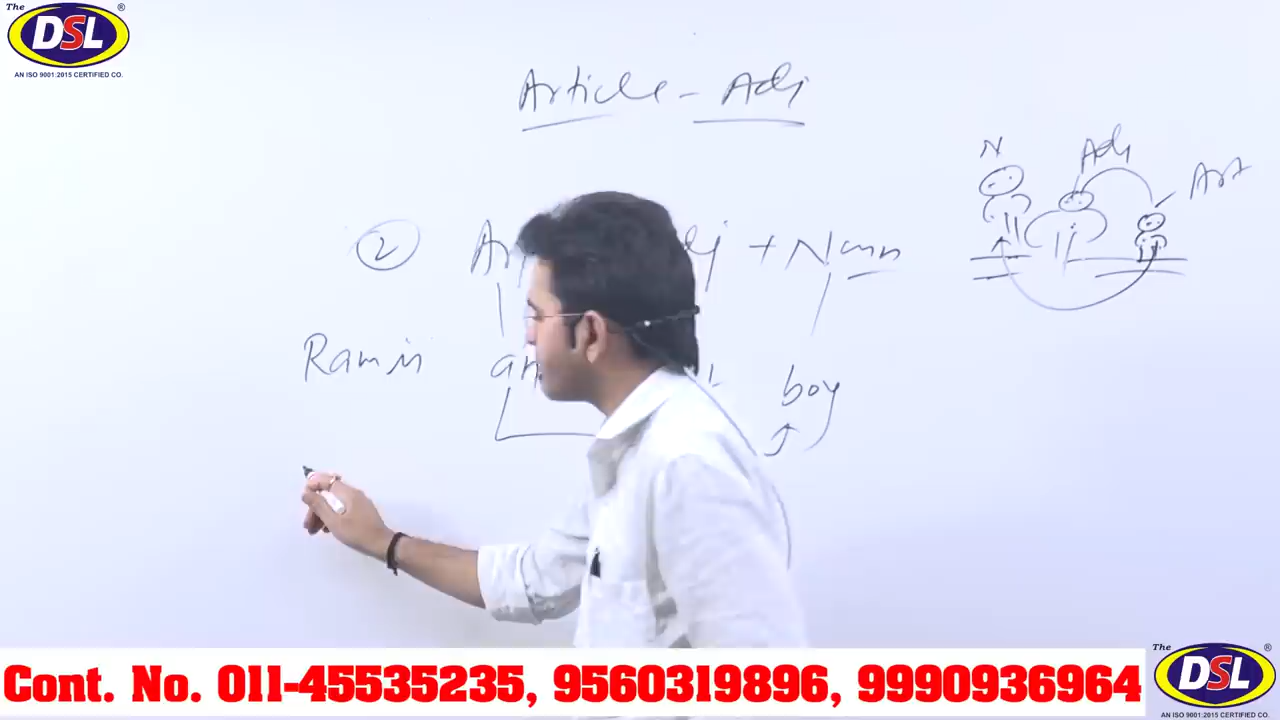 The
DSL
®
AN ISO 9001:2015 CERTIFIED CO.
Article - Adj
N
Adj
Art
2
+ Noun
Ram is an
boy
Cont. No. 011-45535235, 9560319896, 9990936964
The
DSL
®
AN ISO 9001:2015 CERTIFIED CO.